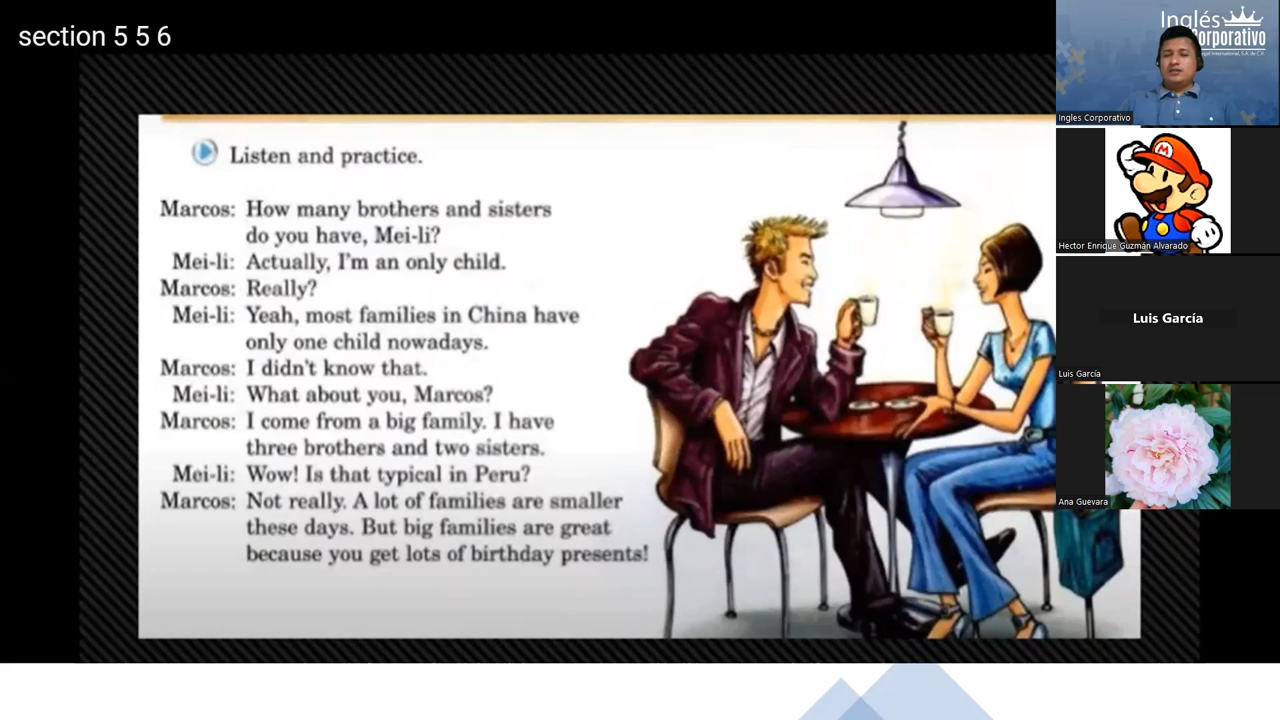 section 5 5 6
Listen and practice.
Marcos: How many brothers and sisters
do you have, Mei-li?
Mei-li: Actually, I'm an only child.
Marcos: Really?
Mei-li: Yeah, most families in China have
only one child nowadays.
Marcos: I didn't know that.
Mei-li: What about you, Marcos?
Marcos: I come from a big family. I have
three brothers and two sisters.
Mei-li: Wow! Is that typical in Peru?
Marcos: Not really. A lot of families are smaller
these days. But big families are great
because you get lots of birthday presents!
Inglés
Corporativo
Ingles Corporativo
M
Hector Enrique Guzmán Alvarado
Luis García
Luis García
Ana Guevara